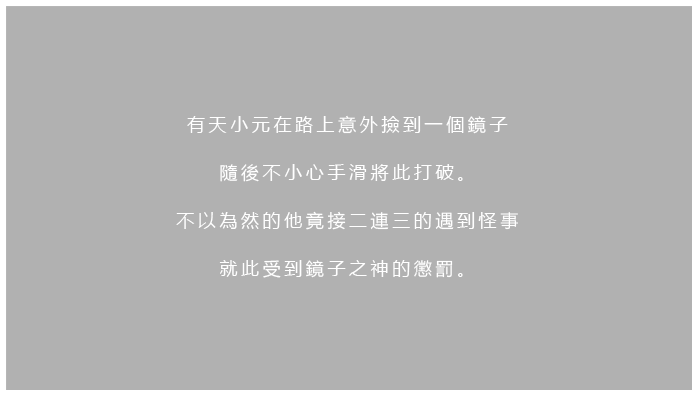 有天小元在路上意外撿到一個鏡子
隨後不小心手滑將此打破。
不以為然的他竟接二連三的遇到怪事
就此受到鏡子之神的懲罰。